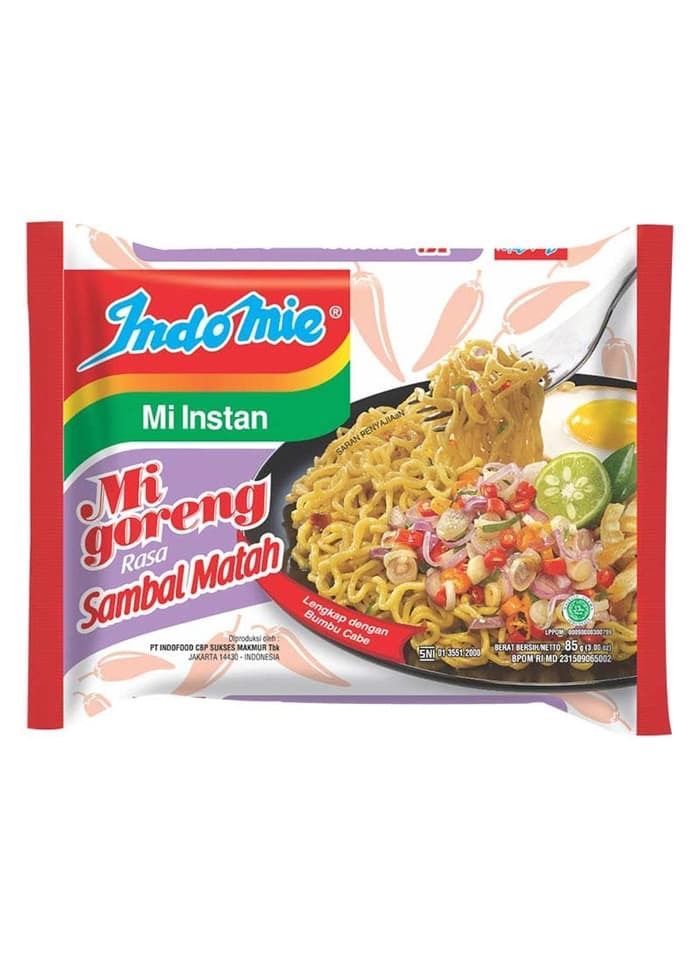 Indomie®
Mi Instan
Mi
goreng
Rasa
Sambal Matah
SARAN PENYAJIAN
Lengkap dengan
Bumbu Cabe
Diproduksi oleh :
PT INDOFOOD CBP SUKSES MAKMUR Tbk
JAKARTA 14430 - INDONESIA
SNI 01-3551.2000
LPPOM
BERAT BERSIH/NETTO : 85 g (3.00 oz)
BPOM RI MD 231509065002